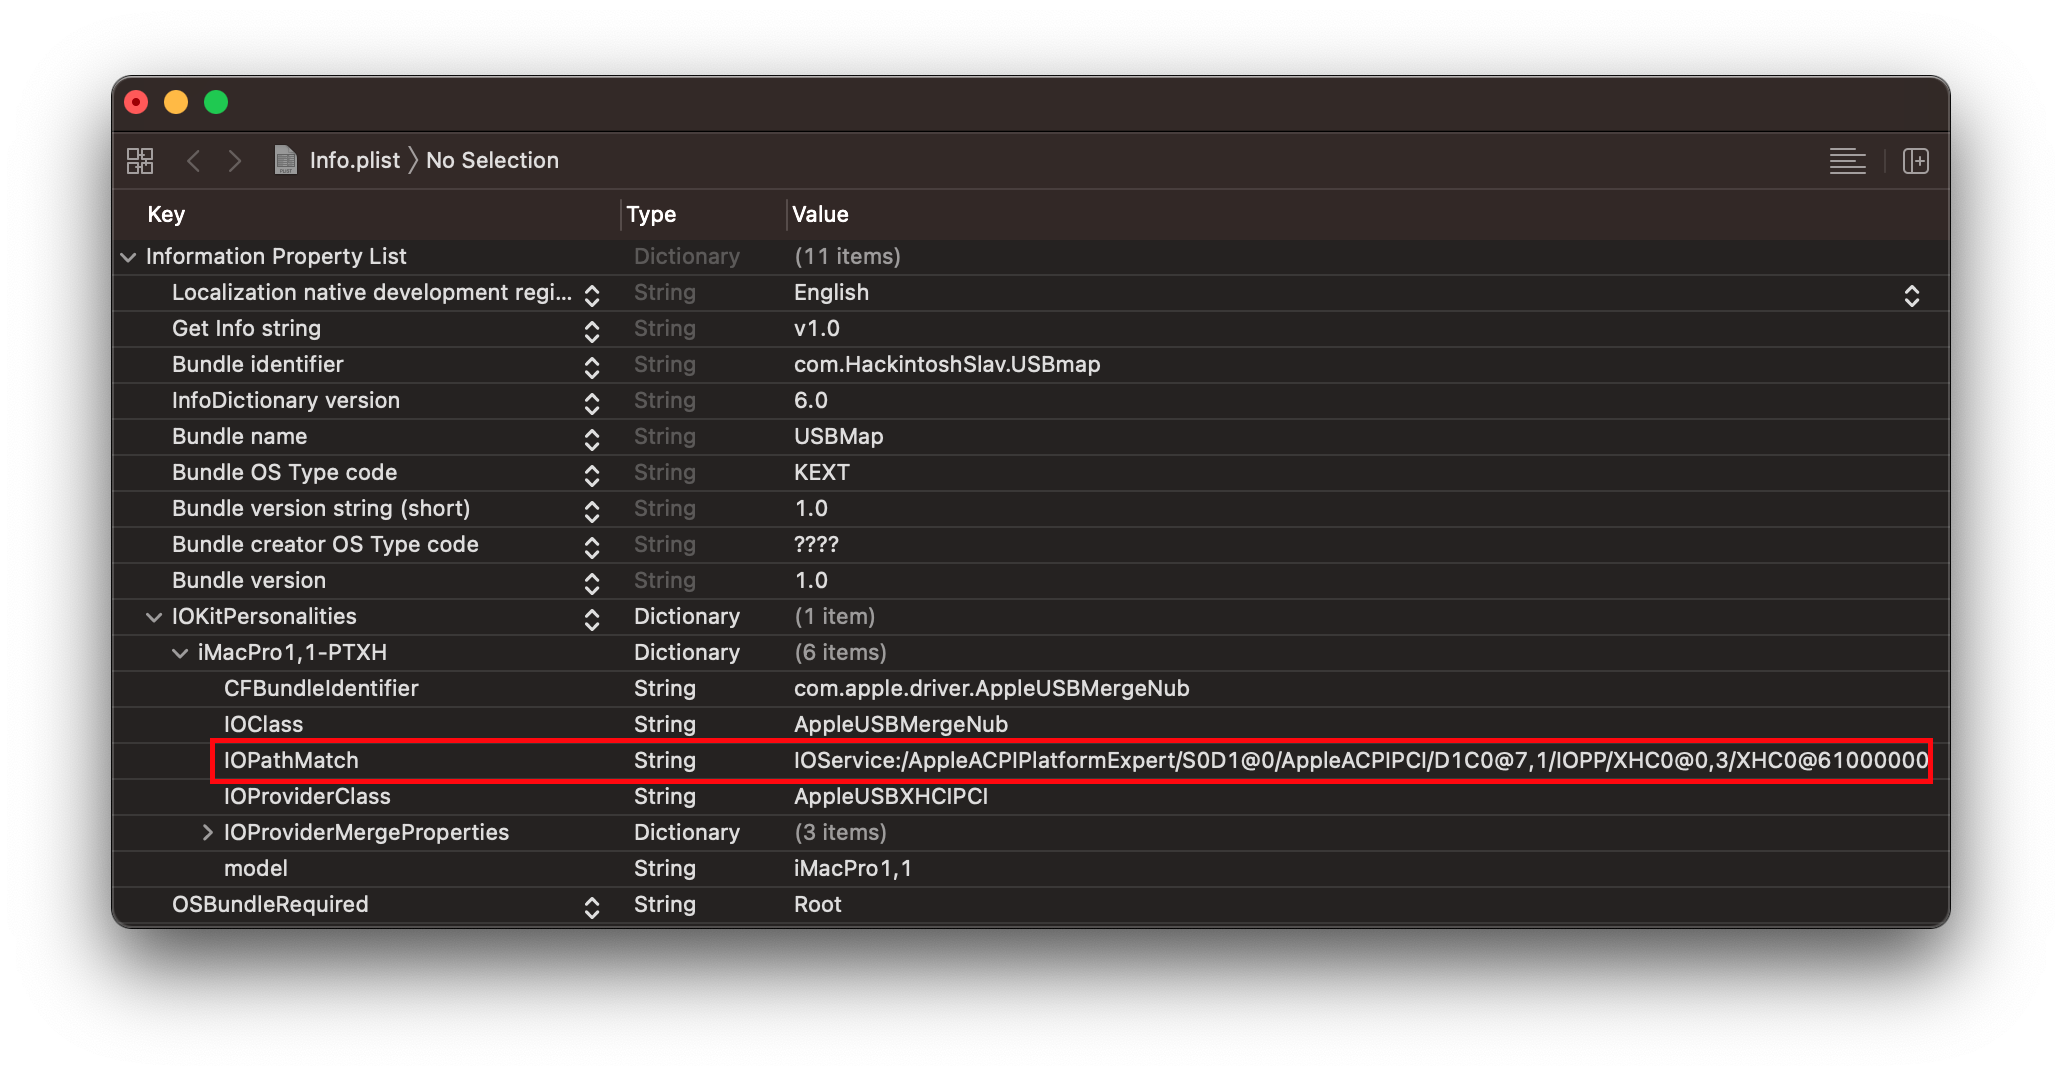 Info.plist 〉 No Selection
Key Type Value
Information Property List Dictionary (11 items)
Localization native development regi... String English
Get Info string String v1.0
Bundle identifier String com.HackintoshSlav.USBmap
InfoDictionary version String 6.0
Bundle name String USBMap
Bundle OS Type code String KEXT
Bundle version string (short) String 1.0
Bundle creator OS Type code String ????
Bundle version String 1.0
IOKitPersonalities Dictionary (1 item)
iMacPro1,1-PTXH Dictionary (6 items)
CFBundleIdentifier String com.apple.driver.AppleUSBMergeNub
IOClass String AppleUSBMergeNub
IOPathMatch String IOService:/AppleACPIPlatformExpert/S0D1@0/AppleACPIPCI/D1C0@7,1/IOPP/XHC0@0,3/XHC0@61000000
IOProviderClass String AppleUSBXHCIPCI
IOProviderMergeProperties Dictionary (3 items)
model String iMacPro1,1
OSBundleRequired String Root